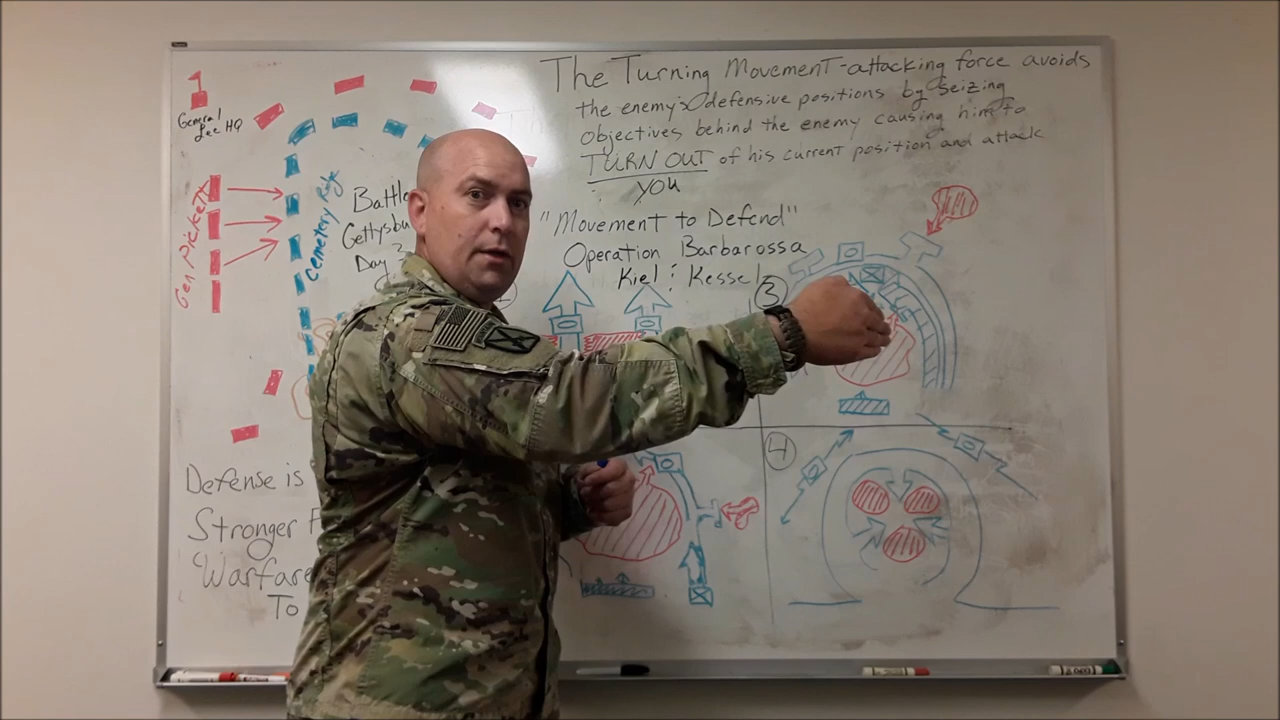 General
Lee HQ
Gen Pickett
Cemetery Ridge
Battle
Gettysbu
Day
Defense is
Stronger F
'Warfare
To
The Turning Movement - attacking force avoids
the enemy's defensive positions by seizing
objectives behind the enemy causing him to
TURN OUT of his current position and attack
you
"Movement to Defend"
Operation Barbarossa
Kiel : Kessel
3
4